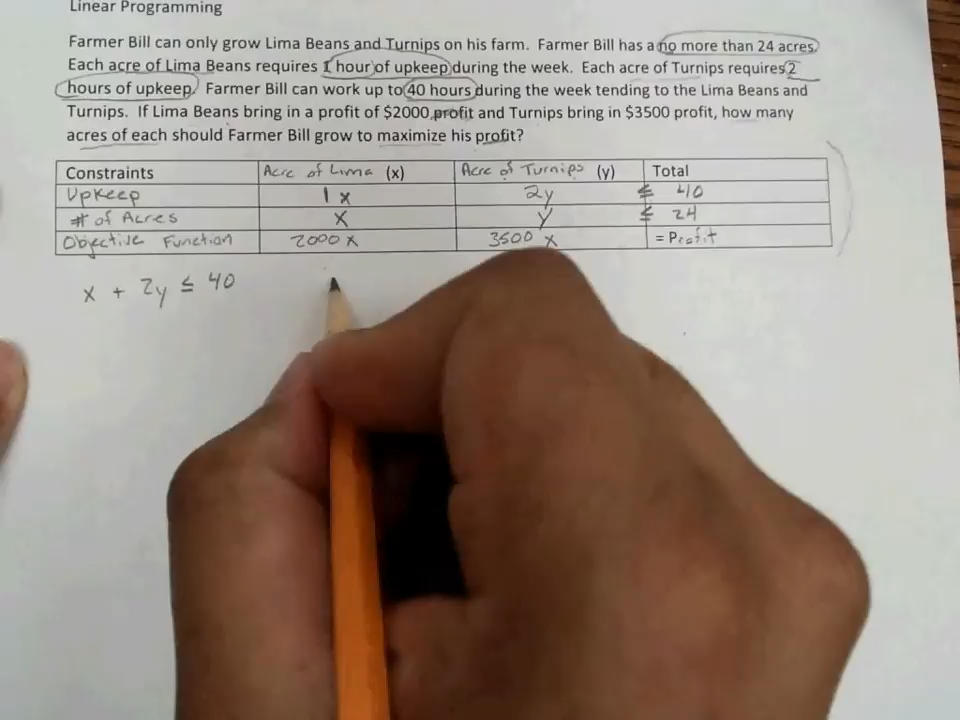 Linear Programming
Farmer Bill can only grow Lima Beans and Turnips on his farm. Farmer Bill has a no more than 24 acres.
Each acre of Lima Beans requires 1 hour of upkeep during the week. Each acre of Turnips requires 2
hours of upkeep. Farmer Bill can work up to 40 hours during the week tending to the Lima Beans and
Turnips. If Lima Beans bring in a profit of $2000 profit and Turnips bring in $3500 profit, how many
acres of each should Farmer Bill grow to maximize his profit?
Constraints Acre of Lima (x) Acre of Turnips (y) Total
Upkeep 1x 2y ≤ 40
# of Acres x y ≤ 24
Objective Function 2000 x 3500 x = Profit
x + 2y ≤ 40